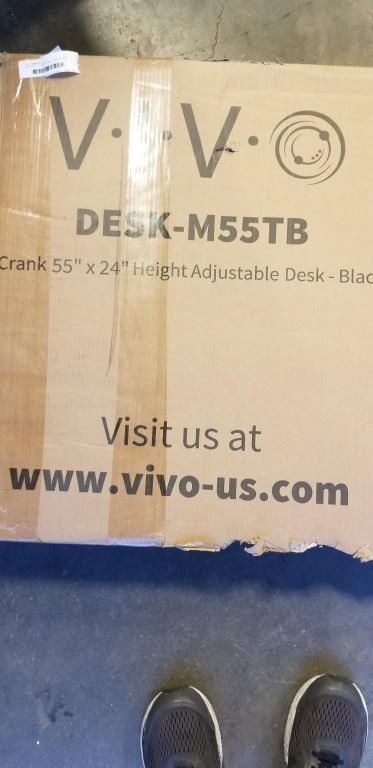 V·I·V·O
DESK-M55TB
Crank 55" x 24" Height Adjustable Desk - Blac
Visit us at
www.vivo-us.com